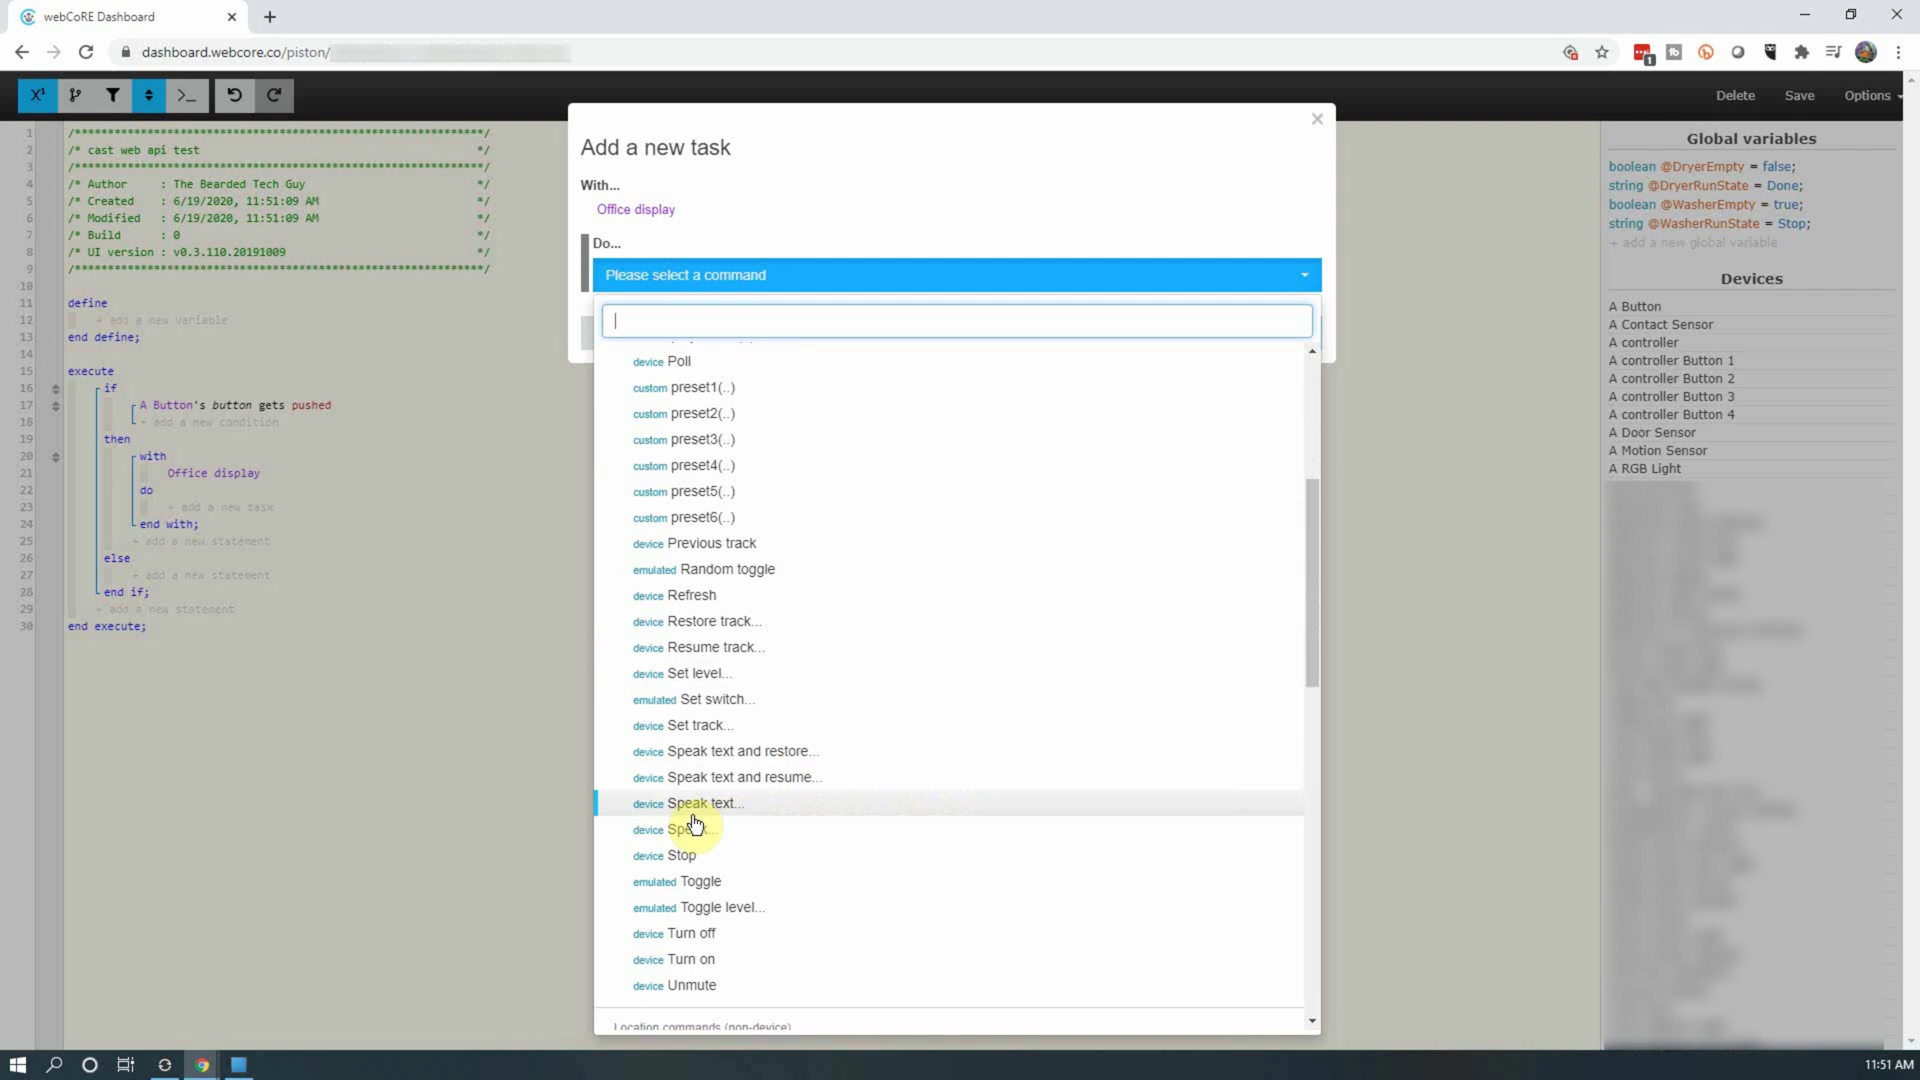 webCoRE Dashboard
dashboard.webcore.co/piston/
1
Delete
Save
Options
1 /***************************************************************/
2 /* cast web api test */
3 /***************************************************************/
4 /* Author : The Bearded Tech Guy */
5 /* Created : 6/19/2020, 11:51:09 AM */
6 /* Modified : 6/19/2020, 11:51:09 AM */
7 /* Build : 0 */
8 /* UI version : v0.3.110.20191009 */
9 /***************************************************************/
10
11 define
12 + add a new variable
13 end define;
14
15 execute
16 if
17 A Button's button gets pushed
18 + add a new condition
19 then
20 with
21 Office display
22 do
23 + add a new task
24 end with;
25 + add a new statement
26 else
27 + add a new statement
28 end if;
29 + add a new statement
30 end execute;
Add a new task
×
With...
Office display
Do...
Please select a command
device Poll
custom preset1(..)
custom preset2(..)
custom preset3(..)
custom preset4(..)
custom preset5(..)
custom preset6(..)
device Previous track
emulated Random toggle
device Refresh
device Restore track...
device Resume track...
device Set level...
emulated Set switch...
device Set track...
device Speak text and restore...
device Speak text and resume...
device Speak text...
device Speak...
device Stop
emulated Toggle
emulated Toggle level...
device Turn off
device Turn on
device Unmute
Location commands (non-device)
Global variables
boolean @DryerEmpty = false;
string @DryerRunState = Done;
boolean @WasherEmpty = true;
string @WasherRunState = Stop;
+ add a new global variable
Devices
A Button
A Contact Sensor
A controller
A controller Button 1
A controller Button 2
A controller Button 3
A controller Button 4
A Door Sensor
A Motion Sensor
A RGB Light
11:51 AM